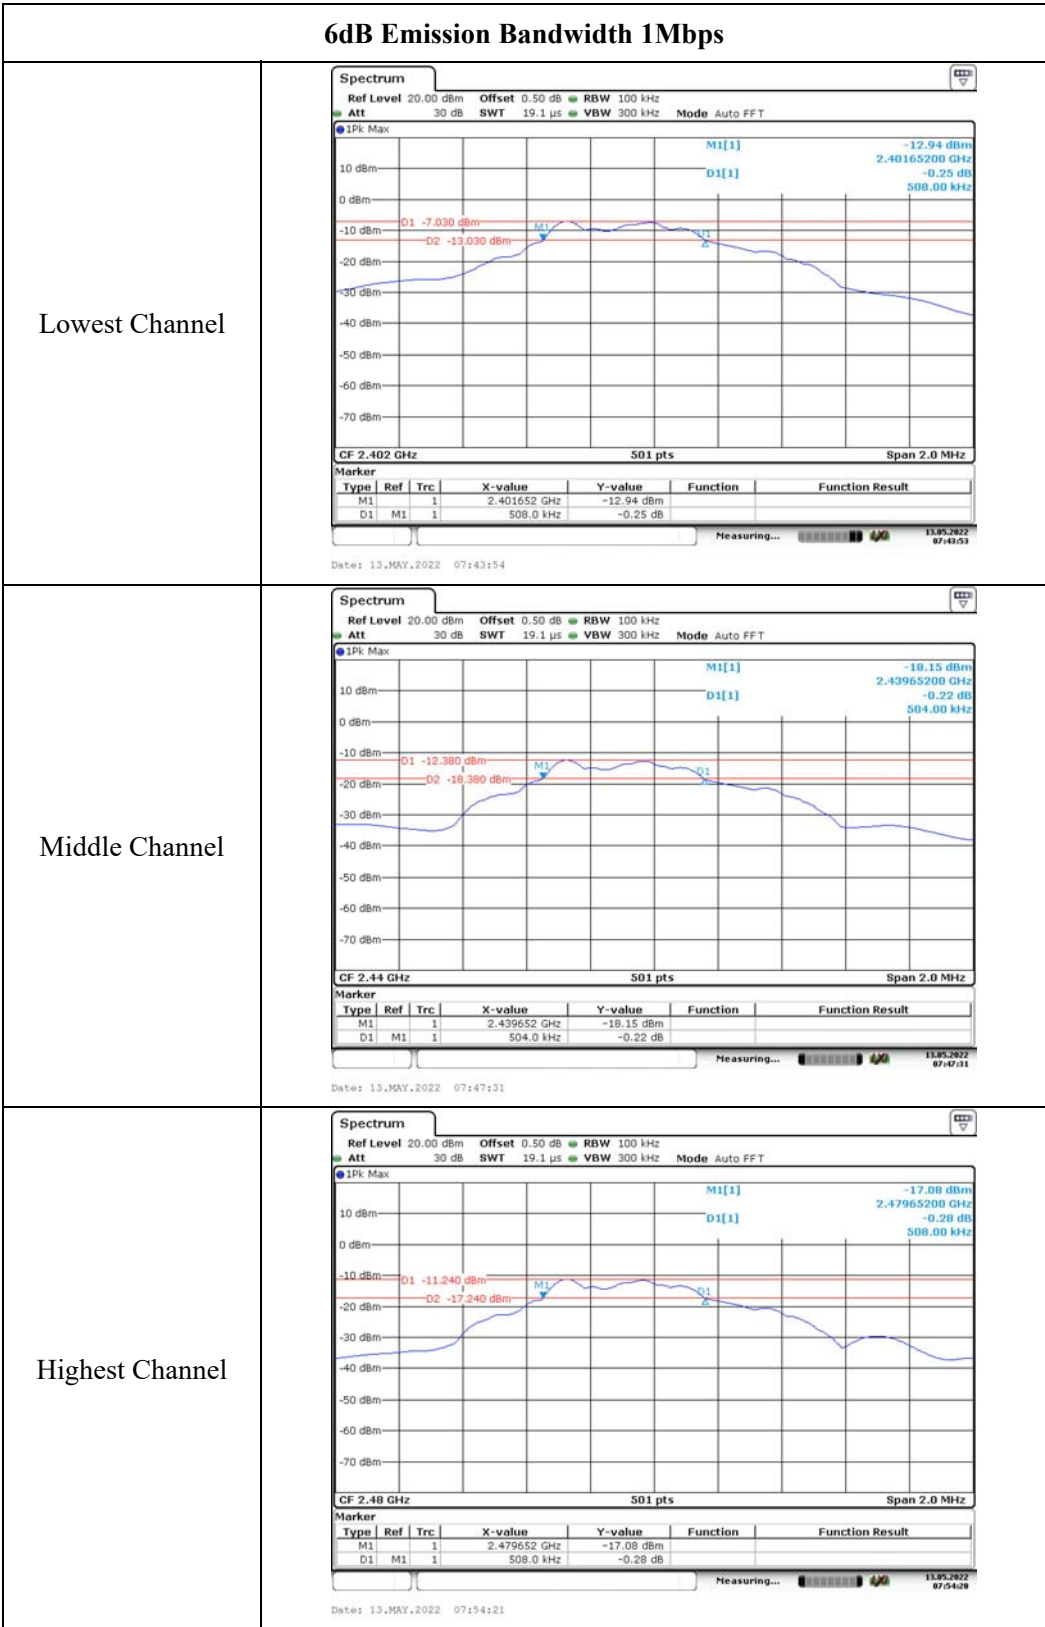 6dB Emission Bandwidth 1Mbps
Lowest Channel
Spectrum
Ref Level 20.00 dBm Offset 0.50 dB RBW 100 kHz
Att 30 dB SWT 19.1 µs VBW 300 kHz Mode Auto FFT
1Pk Max
M1[1] -12.94 dBm
2.40165200 GHz
10 dBm
D1[1] -0.25 dB
508.00 kHz
0 dBm
D1 -7.030 dBm
M1
-10 dBm
D1
D2 -13.030 dBm
-20 dBm
-30 dBm
-40 dBm
-50 dBm
-60 dBm
-70 dBm
CF 2.402 GHz 501 pts Span 2.0 MHz
Marker
Type Ref Trc X-value Y-value Function Function Result
M1 1 2.401652 GHz -12.94 dBm
D1 M1 1 508.0 kHz -0.25 dB
Measuring... 13.05.2022
07:43:53
Date: 13.MAY.2022 07:43:54
Middle Channel
Spectrum
Ref Level 20.00 dBm Offset 0.50 dB RBW 100 kHz
Att 30 dB SWT 19.1 µs VBW 300 kHz Mode Auto FFT
1Pk Max
M1[1] -18.15 dBm
2.43965200 GHz
10 dBm
D1[1] -0.22 dB
504.00 kHz
0 dBm
-10 dBm
D1 -12.380 dBm
M1
D1
D2 -18.380 dBm
-20 dBm
-30 dBm
-40 dBm
-50 dBm
-60 dBm
-70 dBm
CF 2.44 GHz 501 pts Span 2.0 MHz
Marker
Type Ref Trc X-value Y-value Function Function Result
M1 1 2.439652 GHz -18.15 dBm
D1 M1 1 504.0 kHz -0.22 dB
Measuring... 13.05.2022
07:47:31
Date: 13.MAY.2022 07:47:31
Highest Channel
Spectrum
Ref Level 20.00 dBm Offset 0.50 dB RBW 100 kHz
Att 30 dB SWT 19.1 µs VBW 300 kHz Mode Auto FFT
1Pk Max
M1[1] -17.08 dBm
2.47965200 GHz
10 dBm
D1[1] -0.28 dB
508.00 kHz
0 dBm
-10 dBm
D1 -11.240 dBm
M1
D1
D2 -17.240 dBm
-20 dBm
-30 dBm
-40 dBm
-50 dBm
-60 dBm
-70 dBm
CF 2.48 GHz 501 pts Span 2.0 MHz
Marker
Type Ref Trc X-value Y-value Function Function Result
M1 1 2.479652 GHz -17.08 dBm
D1 M1 1 508.0 kHz -0.28 dB
Measuring... 13.05.2022
07:54:20
Date: 13.MAY.2022 07:54:21